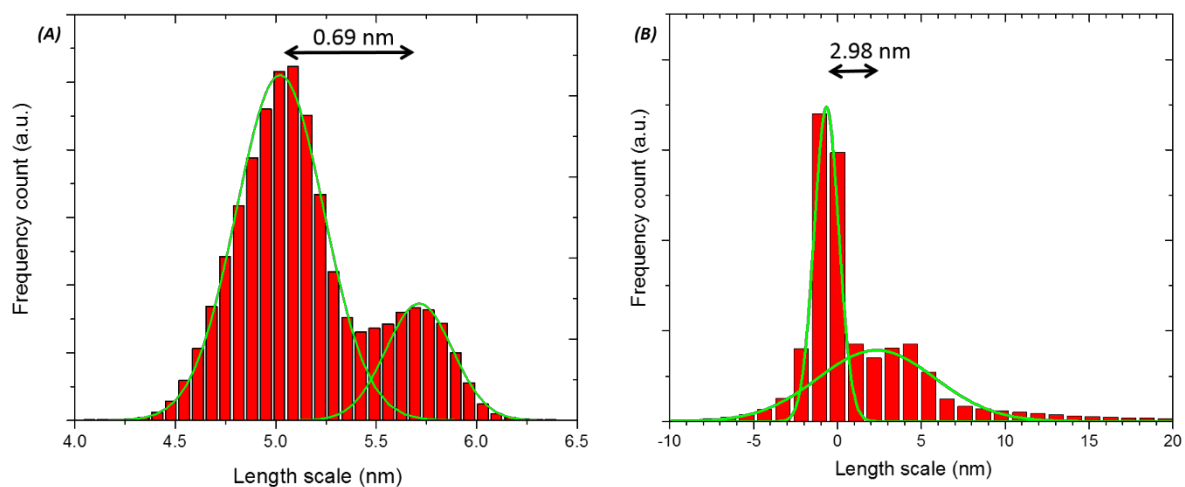 (A)
0.69 nm
Frequency count (a.u.)
4.0 4.5 5.0 5.5 6.0 6.5
Length scale (nm)
(B)
2.98 nm
Frequency count (a.u.)
-10 -5 0 5 10 15 20
Length scale (nm)